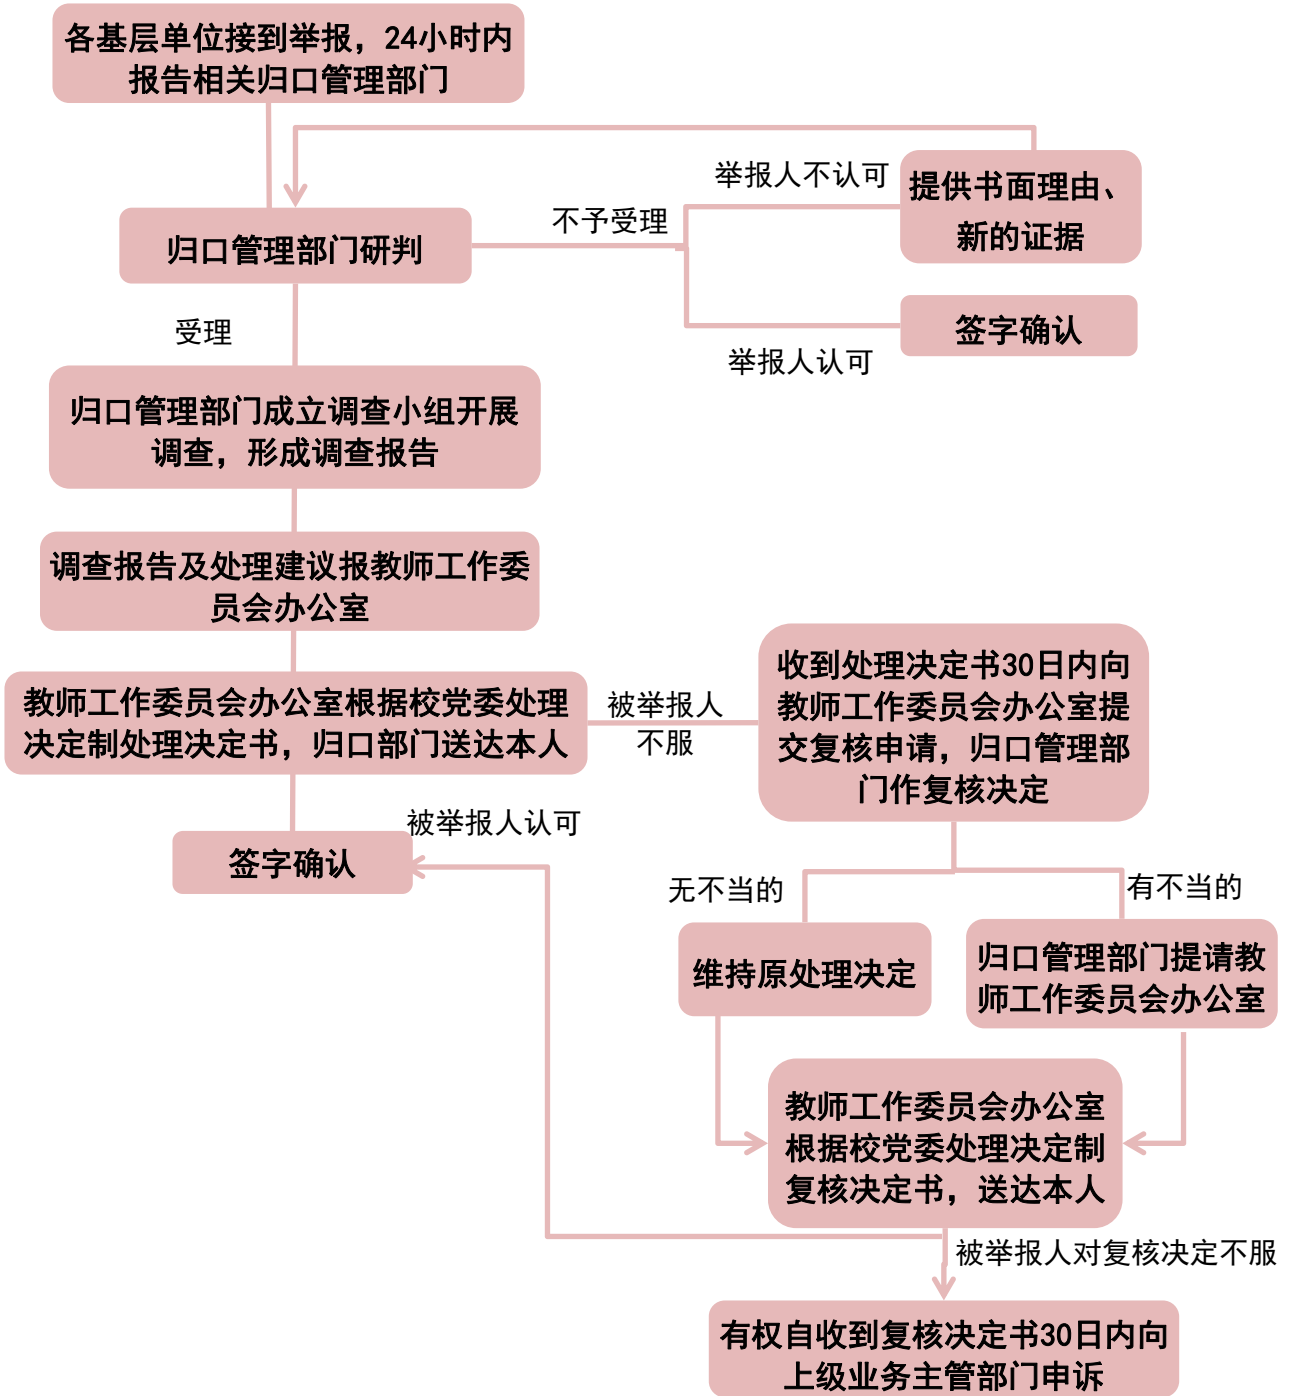 各基层单位接到举报，24小时内
报告相关归口管理部门
举报人不认可
提供书面理由、
新的证据
不予受理
归口管理部门研判
签字确认
受理
举报人认可
归口管理部门成立调查小组开展
调查，形成调查报告
调查报告及处理建议报教师工作委
员会办公室
教师工作委员会办公室根据校党委处理
决定制处理决定书，归口部门送达本人
被举报人
不服
收到处理决定书30日内向
教师工作委员会办公室提
交复核申请，归口管理部
门作复核决定
被举报人认可
签字确认
无不当的
有不当的
维持原处理决定
归口管理部门提请教
师工作委员会办公室
教师工作委员会办公室
根据校党委处理决定制
复核决定书，送达本人
被举报人对复核决定不服
有权自收到复核决定书30日内向
上级业务主管部门申诉